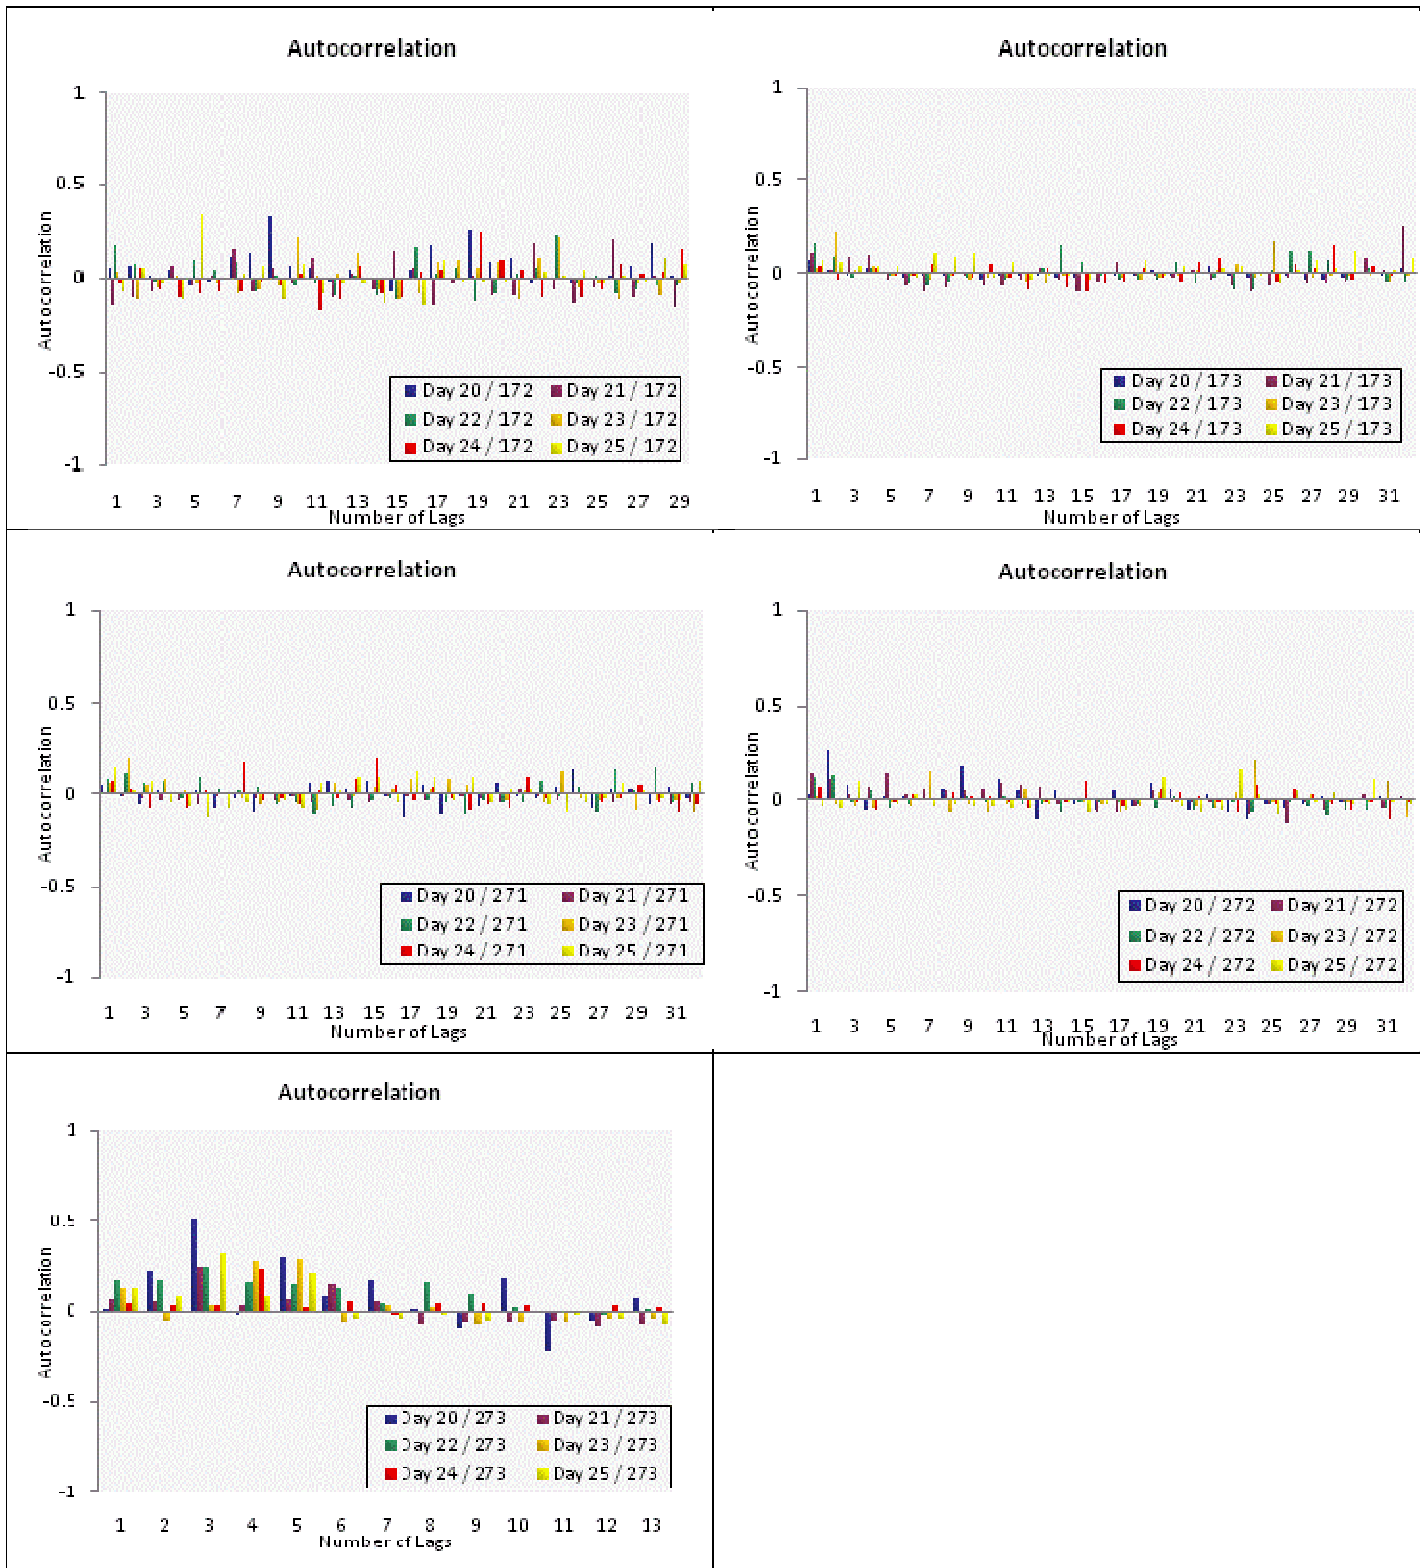 Autocorrelation
1
0.5
0
-0.5
-1
Autocorrelation
Day 20 / 172 Day 21 / 172
Day 22 / 172 Day 23 / 172
Day 24 / 172 Day 25 / 172
1 3 5 7 9 11 13 15 17 19 21 23 25 27 29
Number of Lags
Autocorrelation
1
0.5
0
-0.5
-1
Autocorrelation
Day 20 / 173 Day 21 / 173
Day 22 / 173 Day 23 / 173
Day 24 / 173 Day 25 / 173
1 3 5 7 9 11 13 15 17 19 21 23 25 27 29 31
Number of Lags
Autocorrelation
1
0.5
0
-0.5
-1
Autocorrelation
Day 20 / 271 Day 21 / 271
Day 22 / 271 Day 23 / 271
Day 24 / 271 Day 25 / 271
1 3 5 7 9 11 13 15 17 19 21 23 25 27 29 31
Number of Lags
Autocorrelation
1
0.5
0
-0.5
-1
Autocorrelation
Day 20 / 272 Day 21 / 272
Day 22 / 272 Day 23 / 272
Day 24 / 272 Day 25 / 272
1 3 5 7 9 11 13 15 17 19 21 23 25 27 29 31
Number of Lags
Autocorrelation
1
0.5
0
-0.5
-1
Autocorrelation
Day 20 / 273 Day 21 / 273
Day 22 / 273 Day 23 / 273
Day 24 / 273 Day 25 / 273
1 2 3 4 5 6 7 8 9 10 11 12 13
Number of Lags